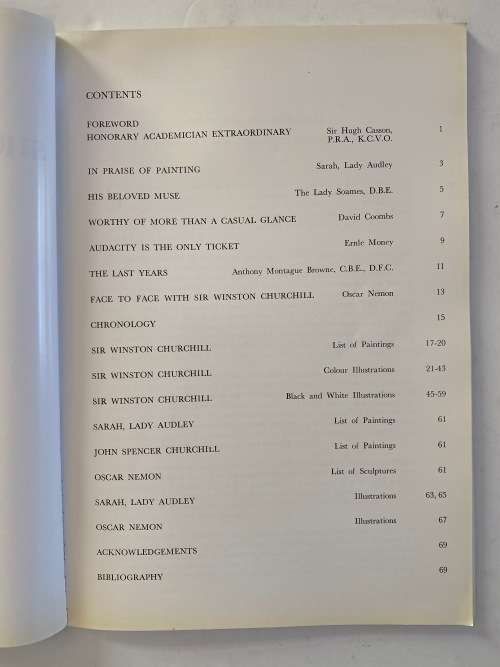 CONTENTS
FOREWORD
HONORARY ACADEMICIAN EXTRAORDINARY Sir Hugh Casson, 1
P.R.A., K.C.V.O.
IN PRAISE OF PAINTING Sarah, Lady Audley 3
HIS BELOVED MUSE The Lady Soames, D.B.E. 5
WORTHY OF MORE THAN A CASUAL GLANCE David Coombs 7
AUDACITY IS THE ONLY TICKET Ernle Money 9
THE LAST YEARS Anthony Montague Browne, C.B.E., D.F.C. 11
FACE TO FACE WITH SIR WINSTON CHURCHILL Oscar Nemon 13
CHRONOLOGY 15
SIR WINSTON CHURCHILL List of Paintings 17-20
SIR WINSTON CHURCHILL Colour Illustrations 21-43
SIR WINSTON CHURCHILL Black and White Illustrations 45-59
SARAH, LADY AUDLEY List of Paintings 61
JOHN SPENCER CHURCHILL List of Paintings 61
OSCAR NEMON List of Sculptures 61
SARAH, LADY AUDLEY Illustrations 63, 65
OSCAR NEMON Illustrations 67
ACKNOWLEDGEMENTS 69
BIBLIOGRAPHY 69